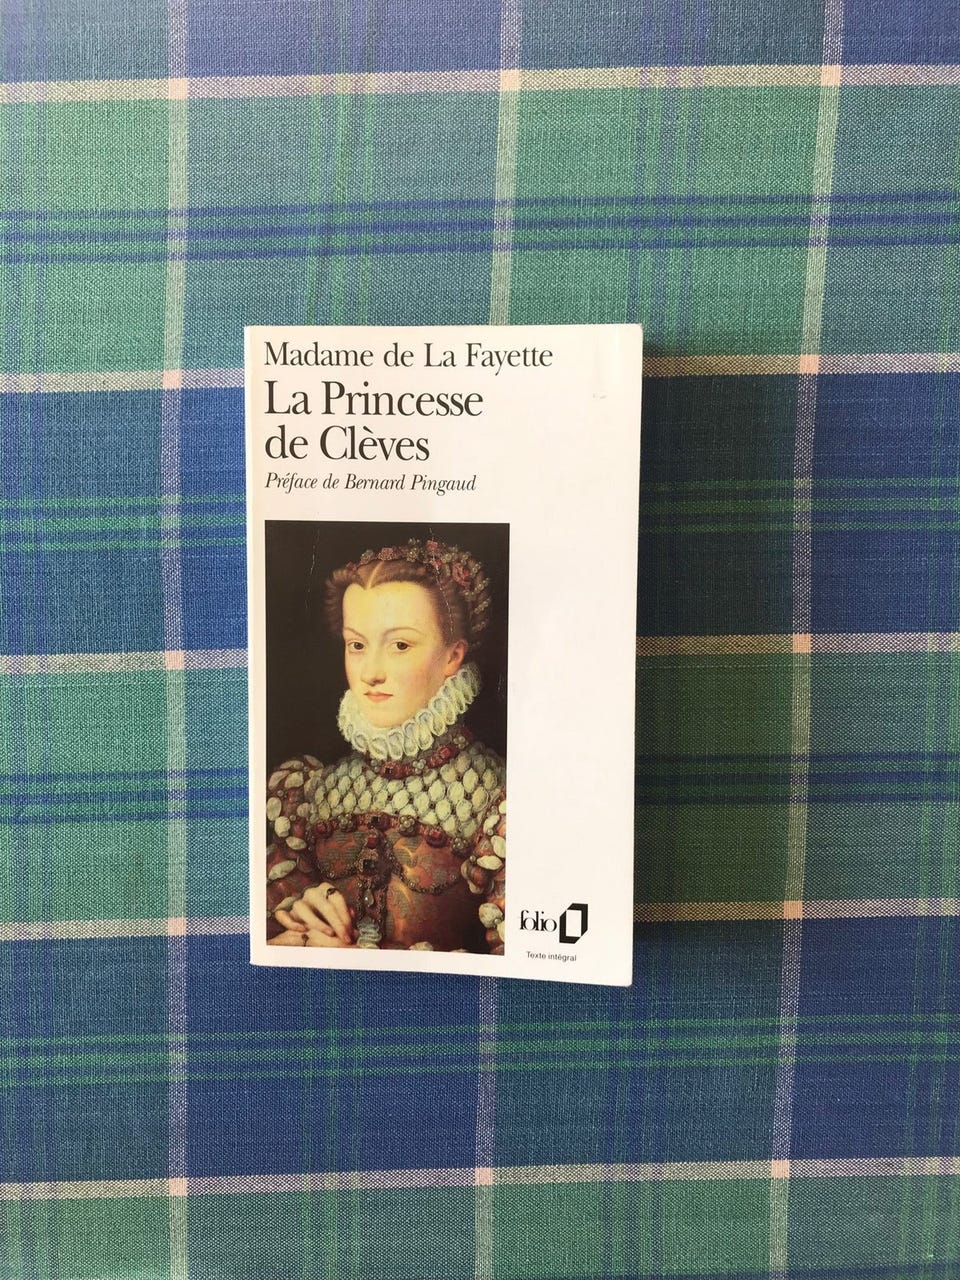 Madame de La Fayette
La Princesse
de Clèves
Préface de Bernard Pingaud
folio
Texte intégral